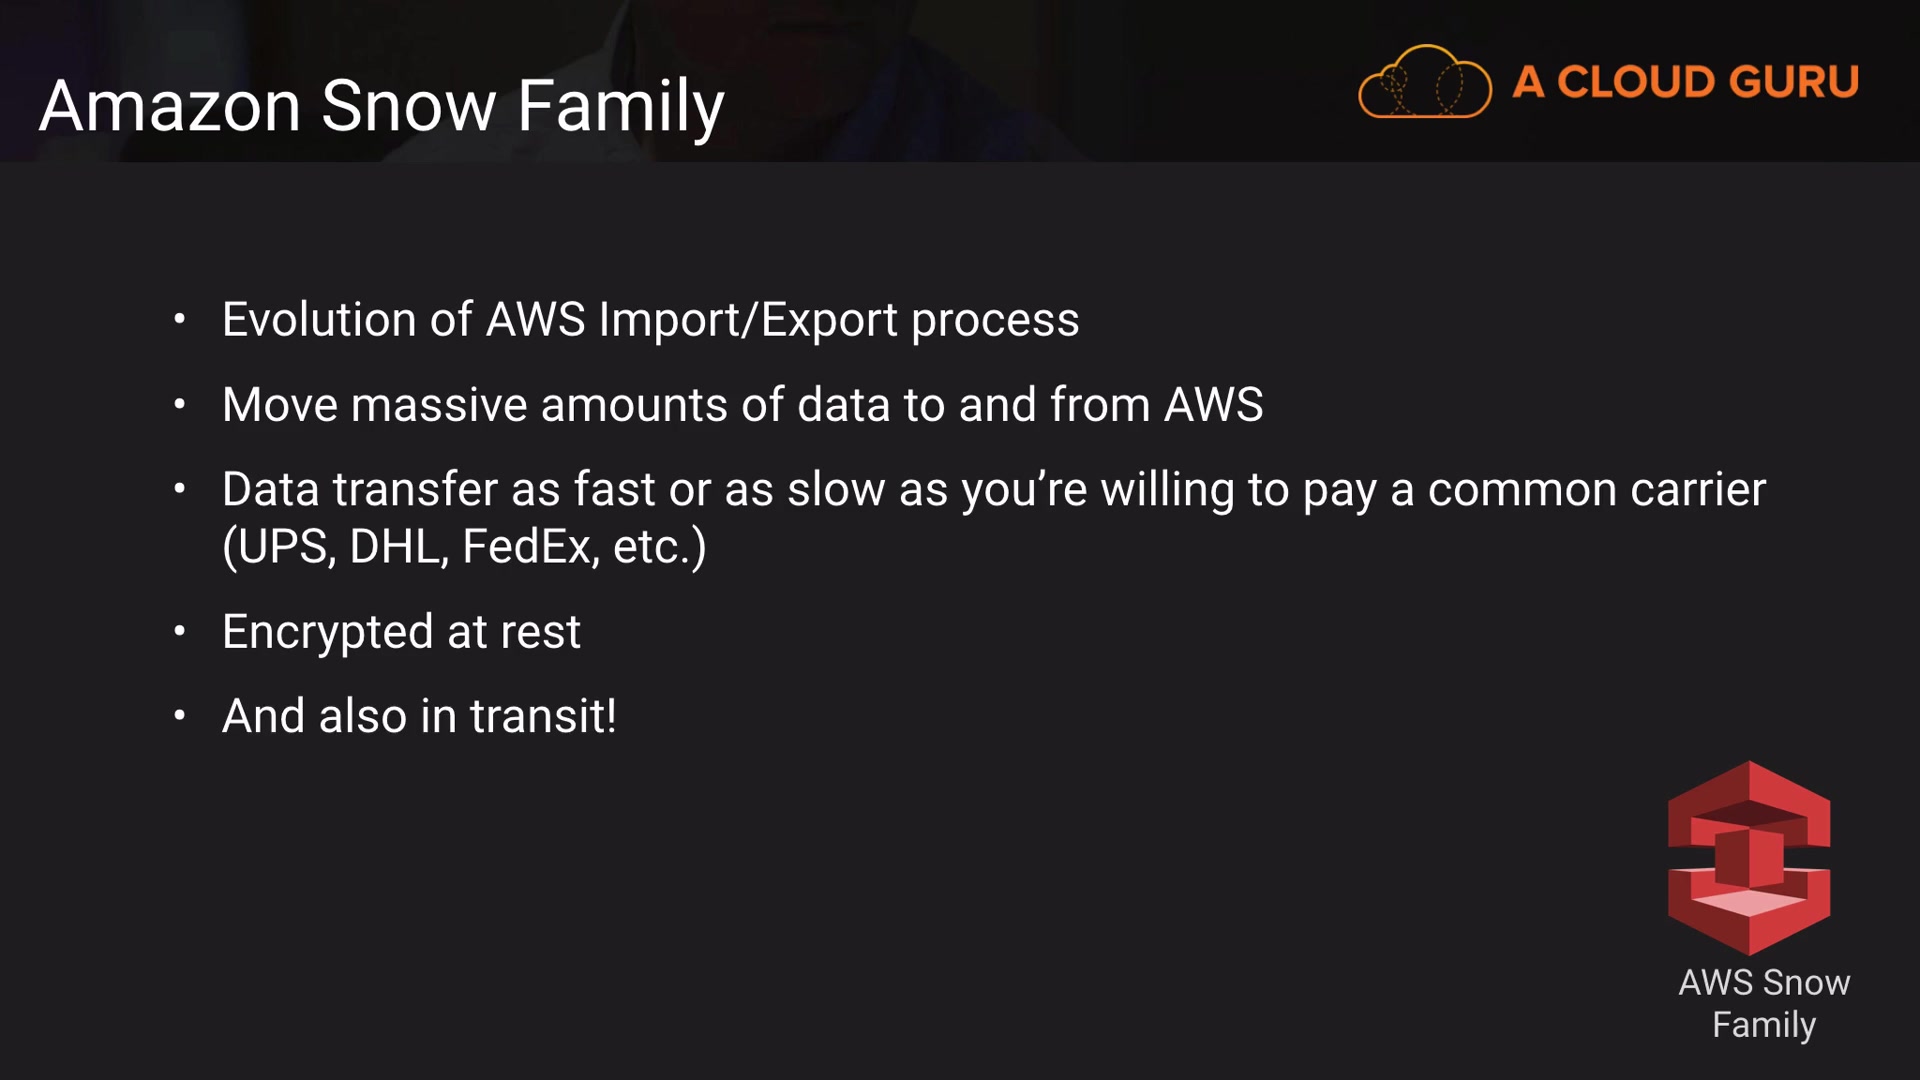 Amazon Snow Family
A CLOUD GURU
• Evolution of AWS Import/Export process
• Move massive amounts of data to and from AWS
• Data transfer as fast or as slow as you’re willing to pay a common carrier
(UPS, DHL, FedEx, etc.)
• Encrypted at rest
• And also in transit!
AWS Snow
Family